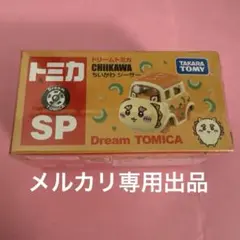 トミカ
ドリームトミカ
CHIIKAWA
ちいかわ シーサー
TAKARA
TOMY
SP
Dream TOMICA
メルカリ専用出品